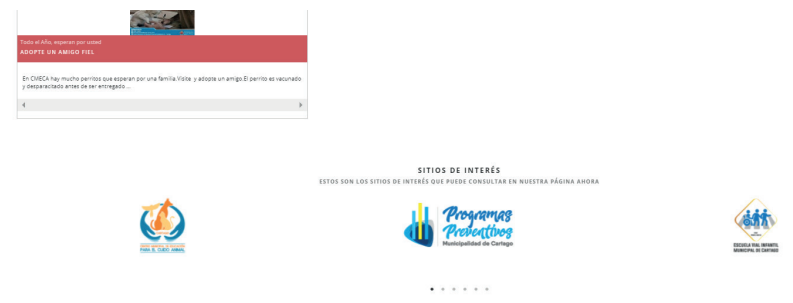 Todo el Año, esperan por usted
ADOPTE UN AMIGO FIEL
En CMECA hay mucho perritos que esperan por una familia.Visite y adopte un amigo.El perrito es vacunado
y desparacitado antes de ser entregado ...
SITIOS DE INTERÉS
ESTOS SON LOS SITIOS DE INTERÉS QUE PUEDE CONSULTAR EN NUESTRA PÁGINA AHORA
PARA EL CUIDO ANIMAL
Programas
Preventivos
Municipalidad de Cartago
ESCUELA VIAL INFANTIL
MUNICIPAL DE CARTAGO